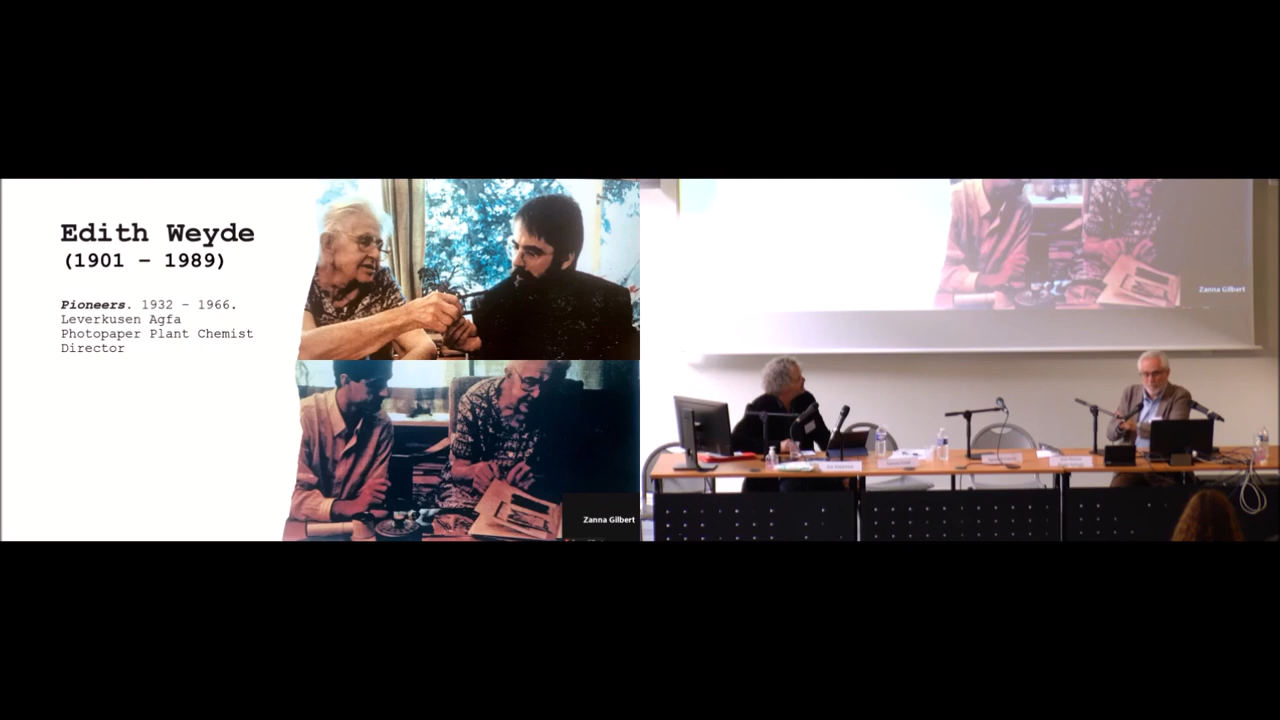 Edith Weyde
(1901 – 1989)
Pioneers. 1932 – 1966.
Leverkusen Agfa
Photopaper Plant Chemist
Director
Zanna Gilbert
Zanna Gilbert